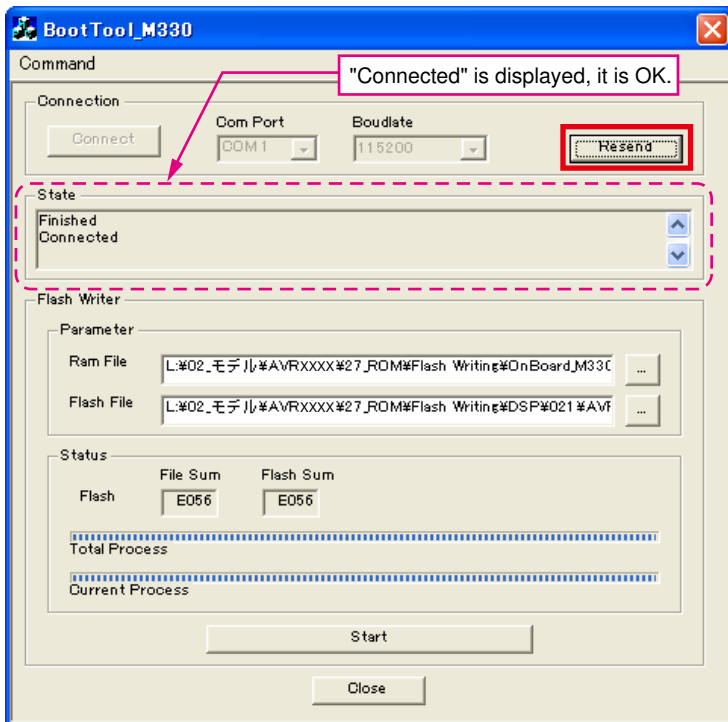 BootTool_M330
Command
"Connected" is displayed, it is OK.
Connection
Com Port Boudlate
Connect COM1 115200 Resend
State
Finished
Connected
Flash Writer
Parameter
Ram File L:¥02_モデル¥AVRXXXX¥27_ROM¥Flash Writing¥OnBoard_M330 ...
Flash File L:¥02_モデル¥AVRXXXX¥27_ROM¥Flash Writing¥DSP¥021¥AVR ...
Status
File Sum Flash Sum
Flash E056 E056
Total Process
Current Process
Start
Close